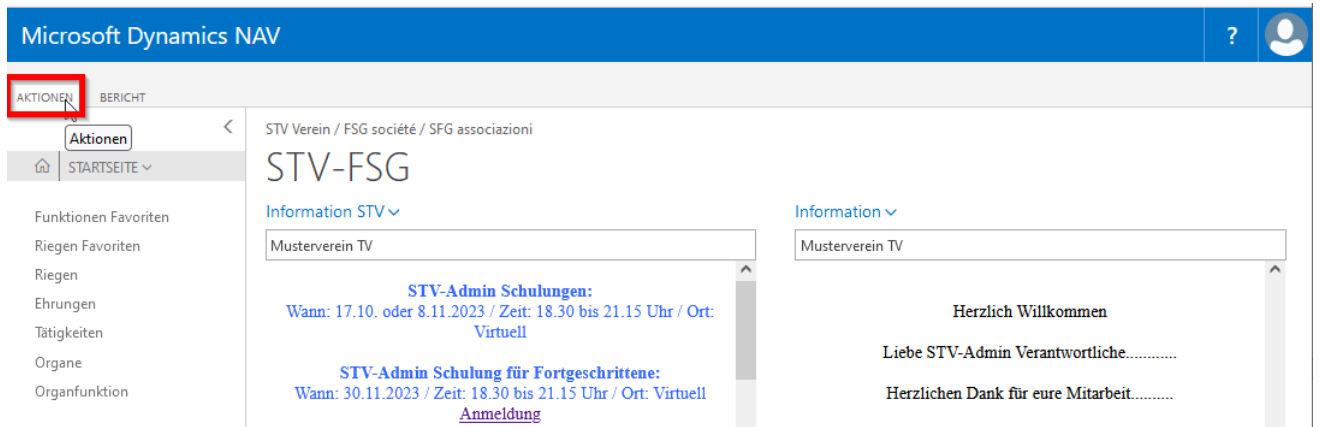 Microsoft Dynamics NAV
?
AKTIONEN BERICHT
Aktionen
STARTSEITE
Funktionen Favoriten
Riegen Favoriten
Riegen
Ehrungen
Tätigkeiten
Organe
Organfunktion
STV Verein / FSG société / SFG associazioni
STV-FSG
Information STV
Musterverein TV
STV-Admin Schulungen:
Wann: 17.10. oder 8.11.2023 / Zeit: 18.30 bis 21.15 Uhr / Ort:
Virtuell
STV-Admin Schulung für Fortgeschrittene:
Wann: 30.11.2023 / Zeit: 18.30 bis 21.15 Uhr / Ort: Virtuell
Anmeldung
Information
Musterverein TV
Herzlich Willkommen
Liebe STV-Admin Verantwortliche............
Herzlichen Dank für eure Mitarbeit..........